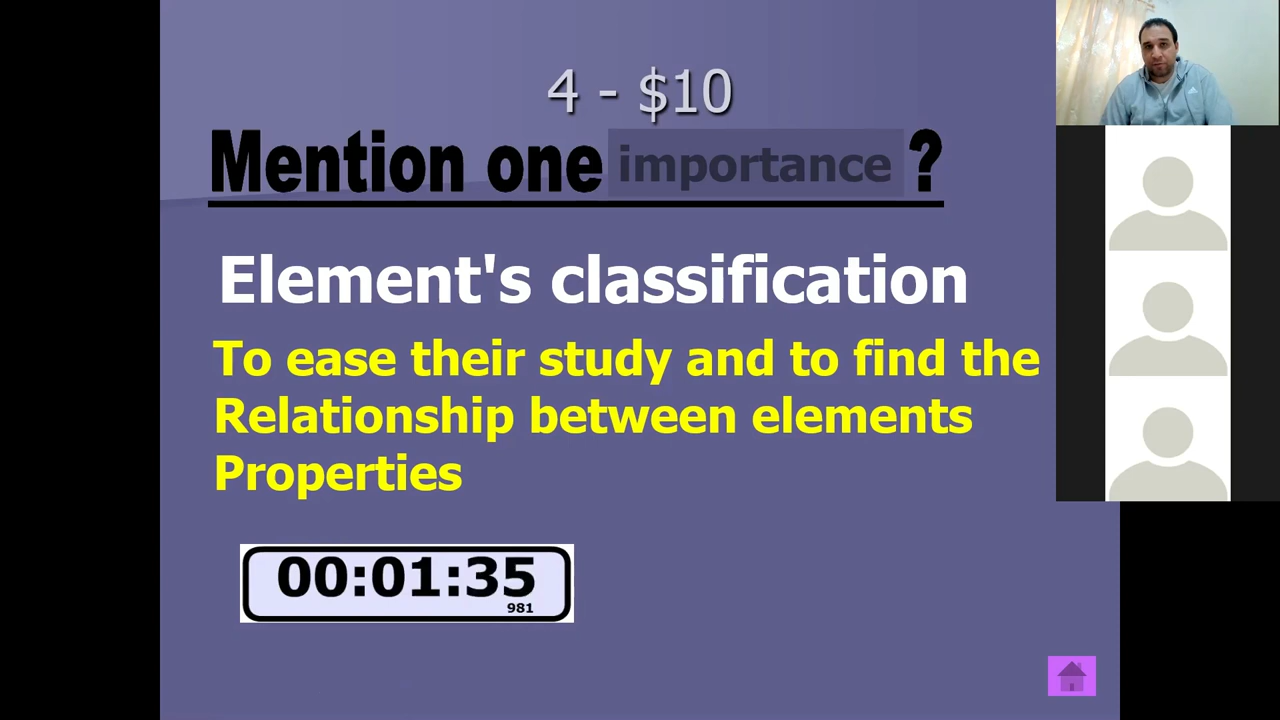 4 - $10
Mention one importance ?
Element's classification
To ease their study and to find the
Relationship between elements
Properties
00:01:35
981